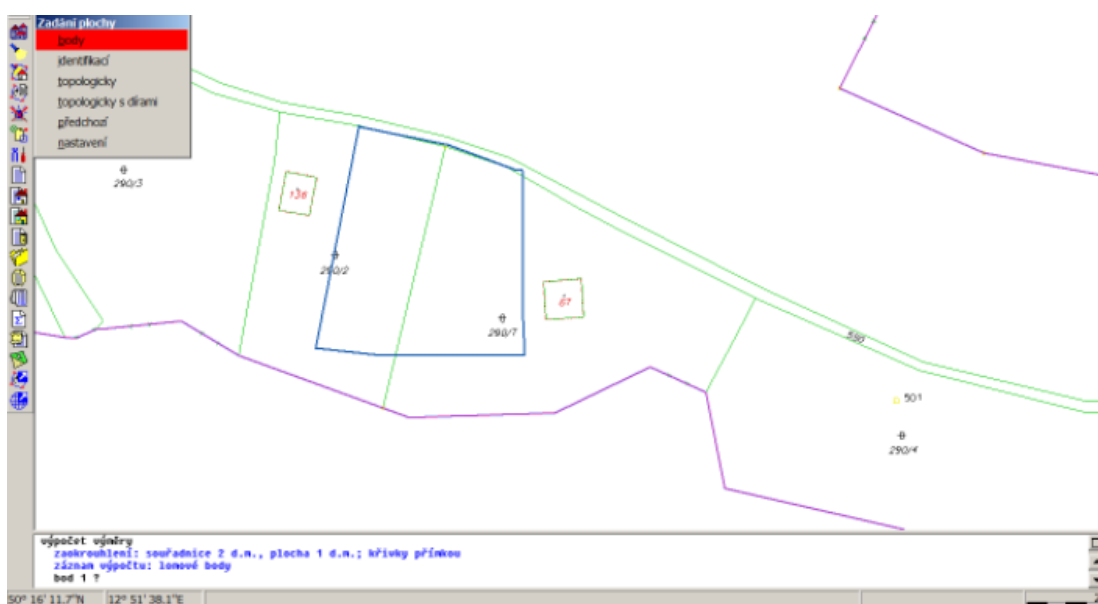 Zadání plochy
body
identifikací
topologicky
topologicky s dírami
předchozí
nastavení
290/3
138
290/2
67
290/7
590
501
290/4
výpočet výměry
zaokrouhlení: souřadnice 2 d.m., plocha 1 d.m.; křivky přímkou
záznam výpočtu: lomové body
bod 1 ?
50° 16' 11.7"N 12° 51' 38.1"E